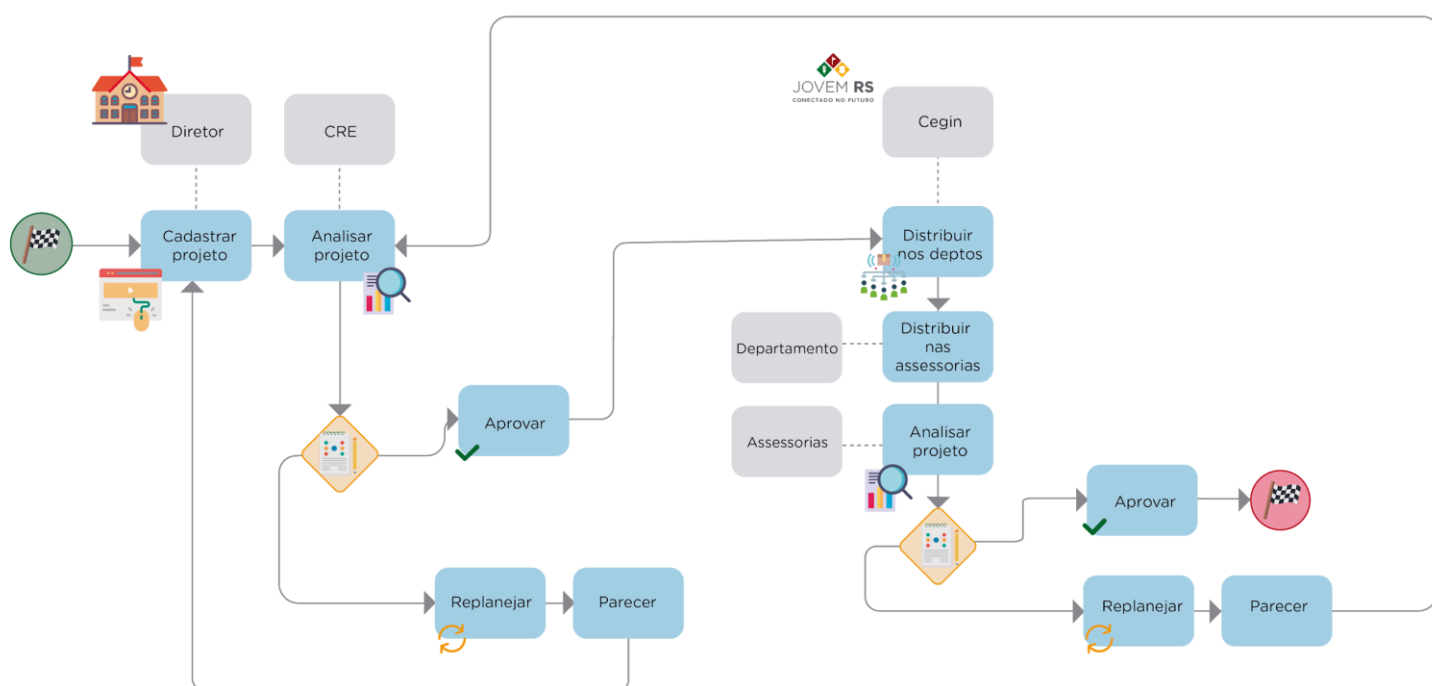 JOVEM RS
CONECTADO NO FUTURO
Diretor
CRE
Cegin
Cadastrar
projeto
Analisar
projeto
Distribuir
nos deptos
Departamento
Distribuir
nas
assessorias
Aprovar
Assessorias
Analisar
projeto
Aprovar
Replanejar
Parecer
Replanejar
Parecer